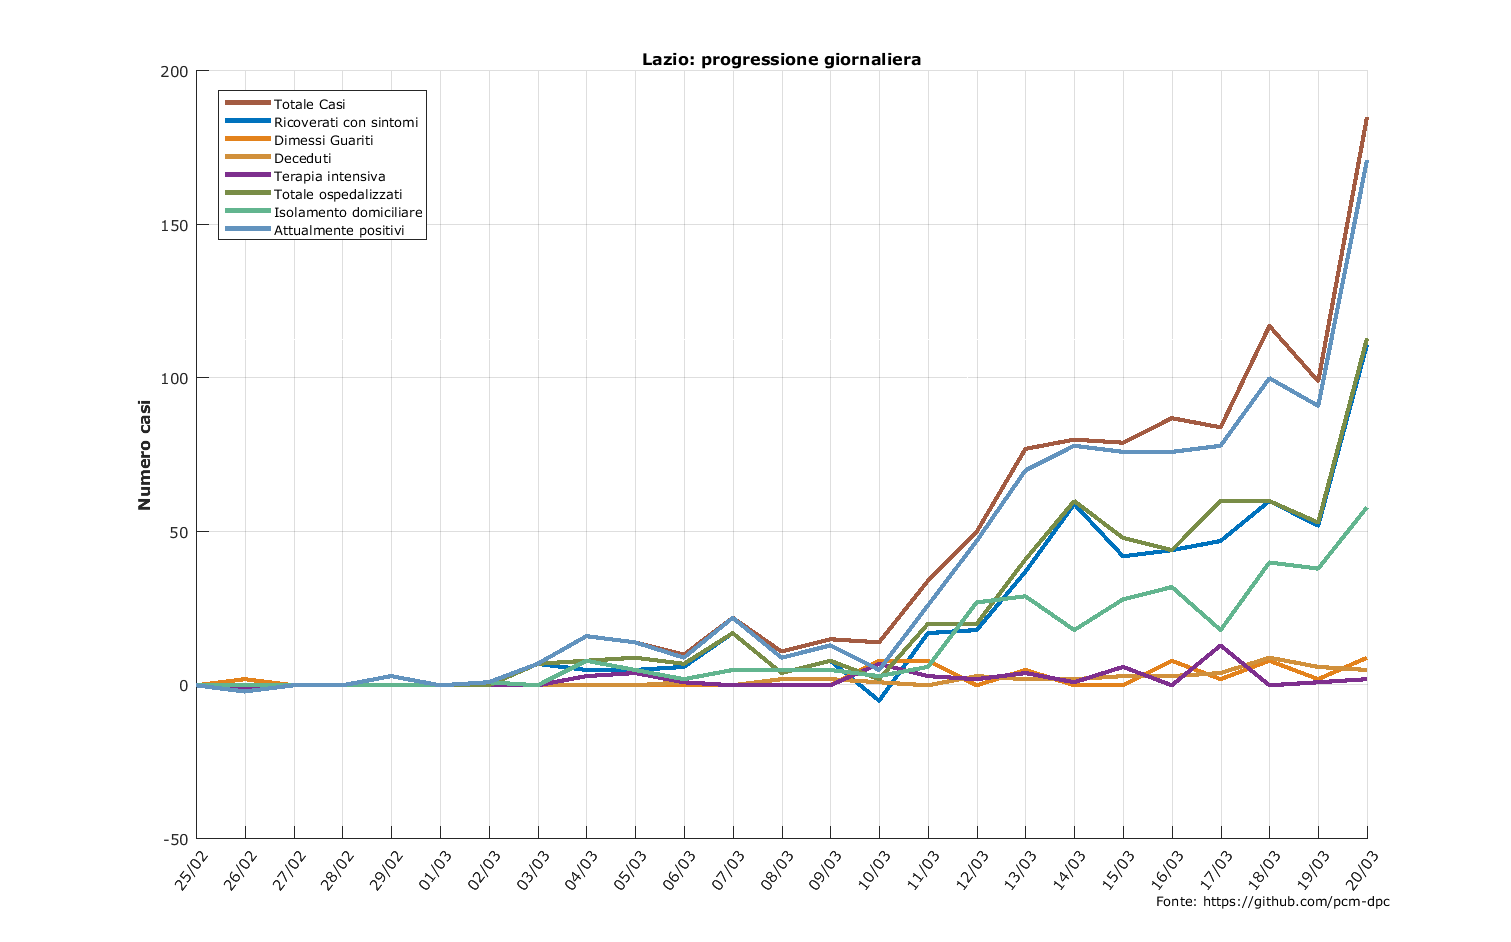 Lazio: progressione giornaliera
200
150
100
50
0
-50
Numero casi
Totale Casi
Ricoverati con sintomi
Dimessi Guariti
Deceduti
Terapia intensiva
Totale ospedalizzati
Isolamento domiciliare
Attualmente positivi
25/02
26/02
27/02
28/02
29/02
01/03
02/03
03/03
04/03
05/03
06/03
07/03
08/03
09/03
10/03
11/03
12/03
13/03
14/03
15/03
16/03
17/03
18/03
19/03
20/03
Fonte: https://github.com/pcm-dpc